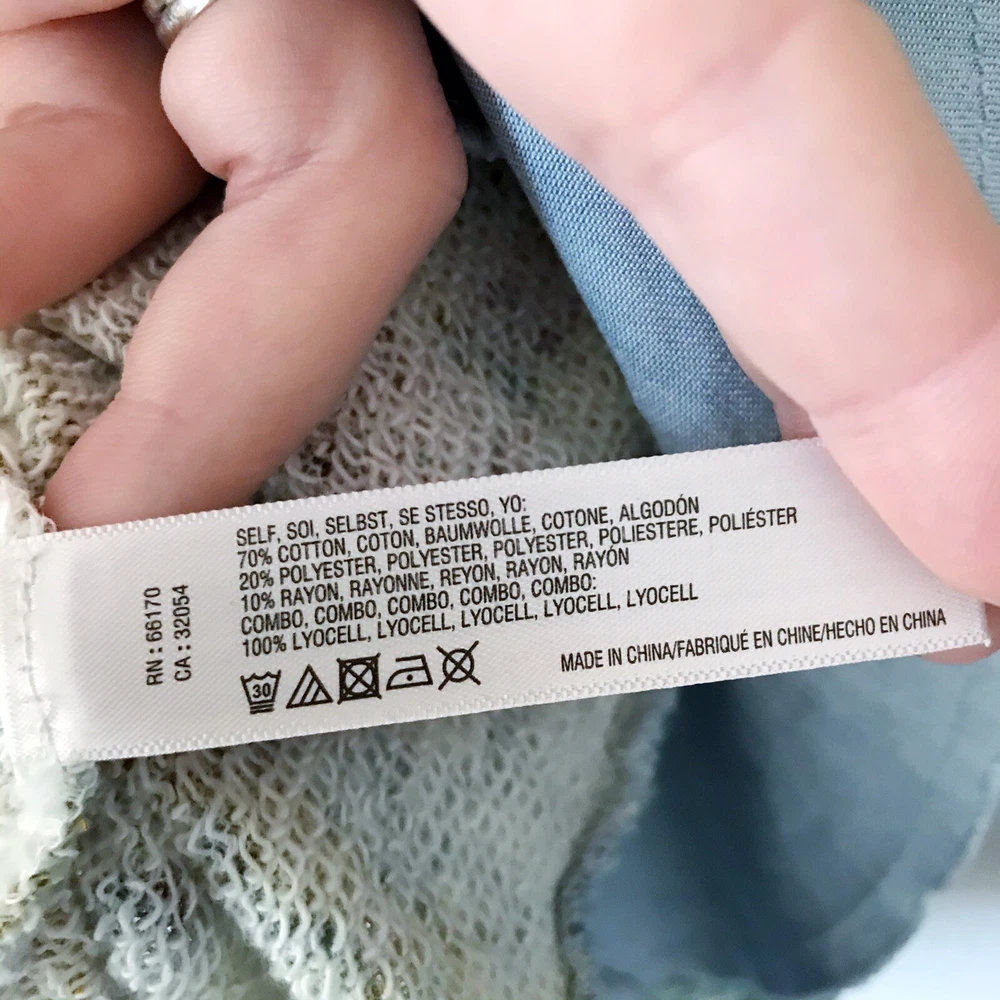 SELF, SOI, SELBST, SE STESSO, YO:
70% COTTON, COTON, BAUMWOLLE, COTONE, ALGODÓN
20% POLYESTER, POLYESTER, POLYESTER, POLIESTERE, POLIÉSTER
10% RAYON, RAYONNE, REYON, RAYON, RAYÓN
COMBO, COMBO, COMBO, COMBO, COMBO:
100% LYOCELL, LYOCELL, LYOCELL, LYOCELL, LYOCELL
30
MADE IN CHINA/FABRIQUÉ EN CHINE/HECHO EN CHINA
RN : 66170
CA : 32054